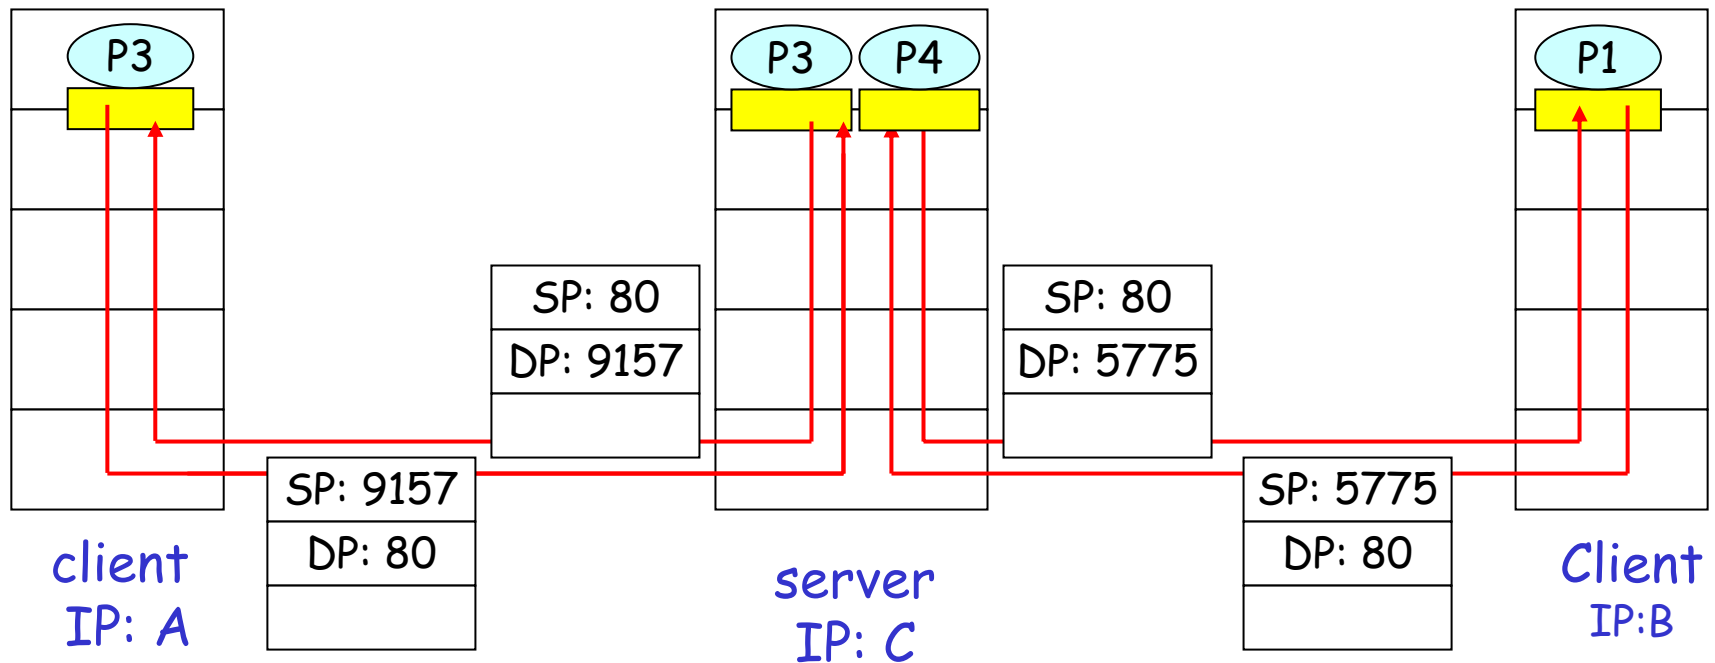 P3
P3
P4
P1
SP: 80
DP: 9157
SP: 80
DP: 5775
SP: 9157
DP: 80
SP: 5775
DP: 80
client
IP: A
server
IP: C
Client
IP:B